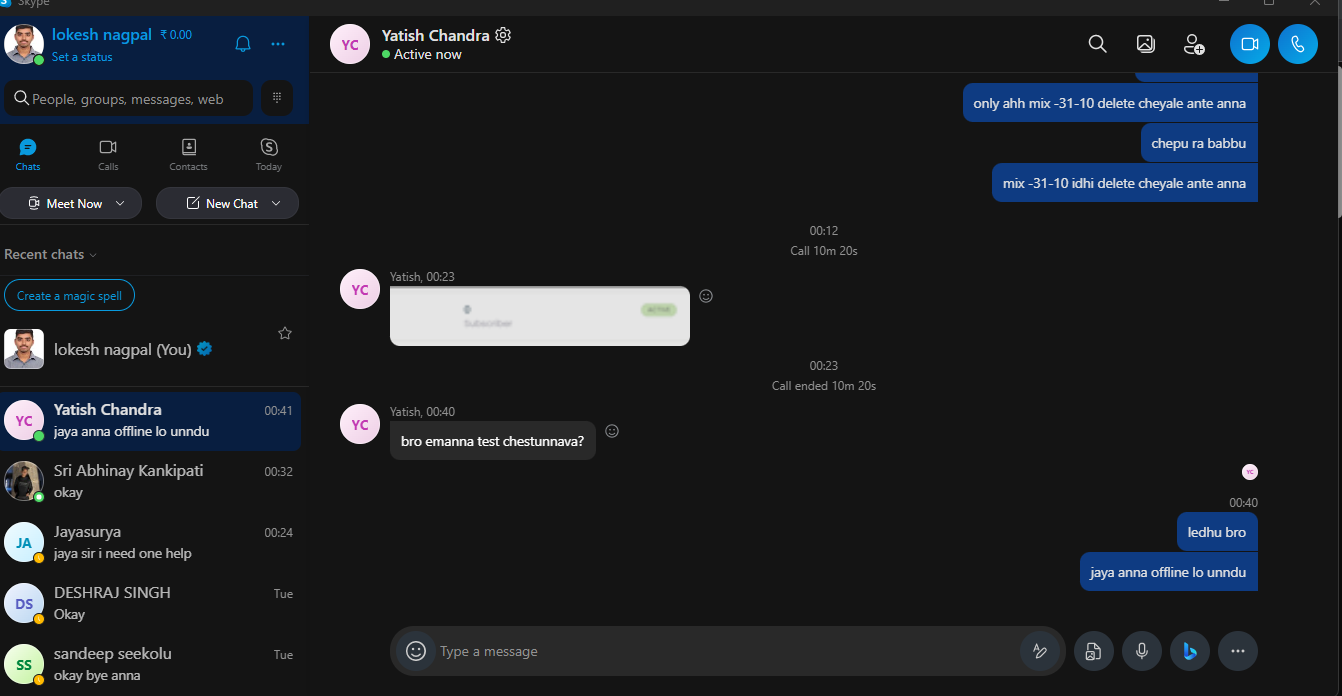 Skype
lokesh nagpal ₹ 0.00
Set a status
People, groups, messages, web
Chats
Calls
Contacts
Today
Meet Now
New Chat
Recent chats
Create a magic spell
lokesh nagpal (You)
YC
Yatish Chandra 00:41
jaya anna offline lo unndu
Sri Abhinay Kankipati 00:32
okay
JA
Jayasurya 00:24
jaya sir i need one help
DS
DESHRAJ SINGH Tue
Okay
SS
sandeep seekolu Tue
okay bye anna
YC
Yatish Chandra
Active now
only ahh mix -31-10 delete cheyale ante anna
chepu ra babbu
mix -31-10 idhi delete cheyale ante anna
00:12
Call 10m 20s
Yatish, 00:23
YC
ACTIVE
Subscriber
00:23
Call ended 10m 20s
Yatish, 00:40
YC
bro emanna test chestunnava?
YC
00:40
ledhu bro
jaya anna offline lo unndu
Type a message